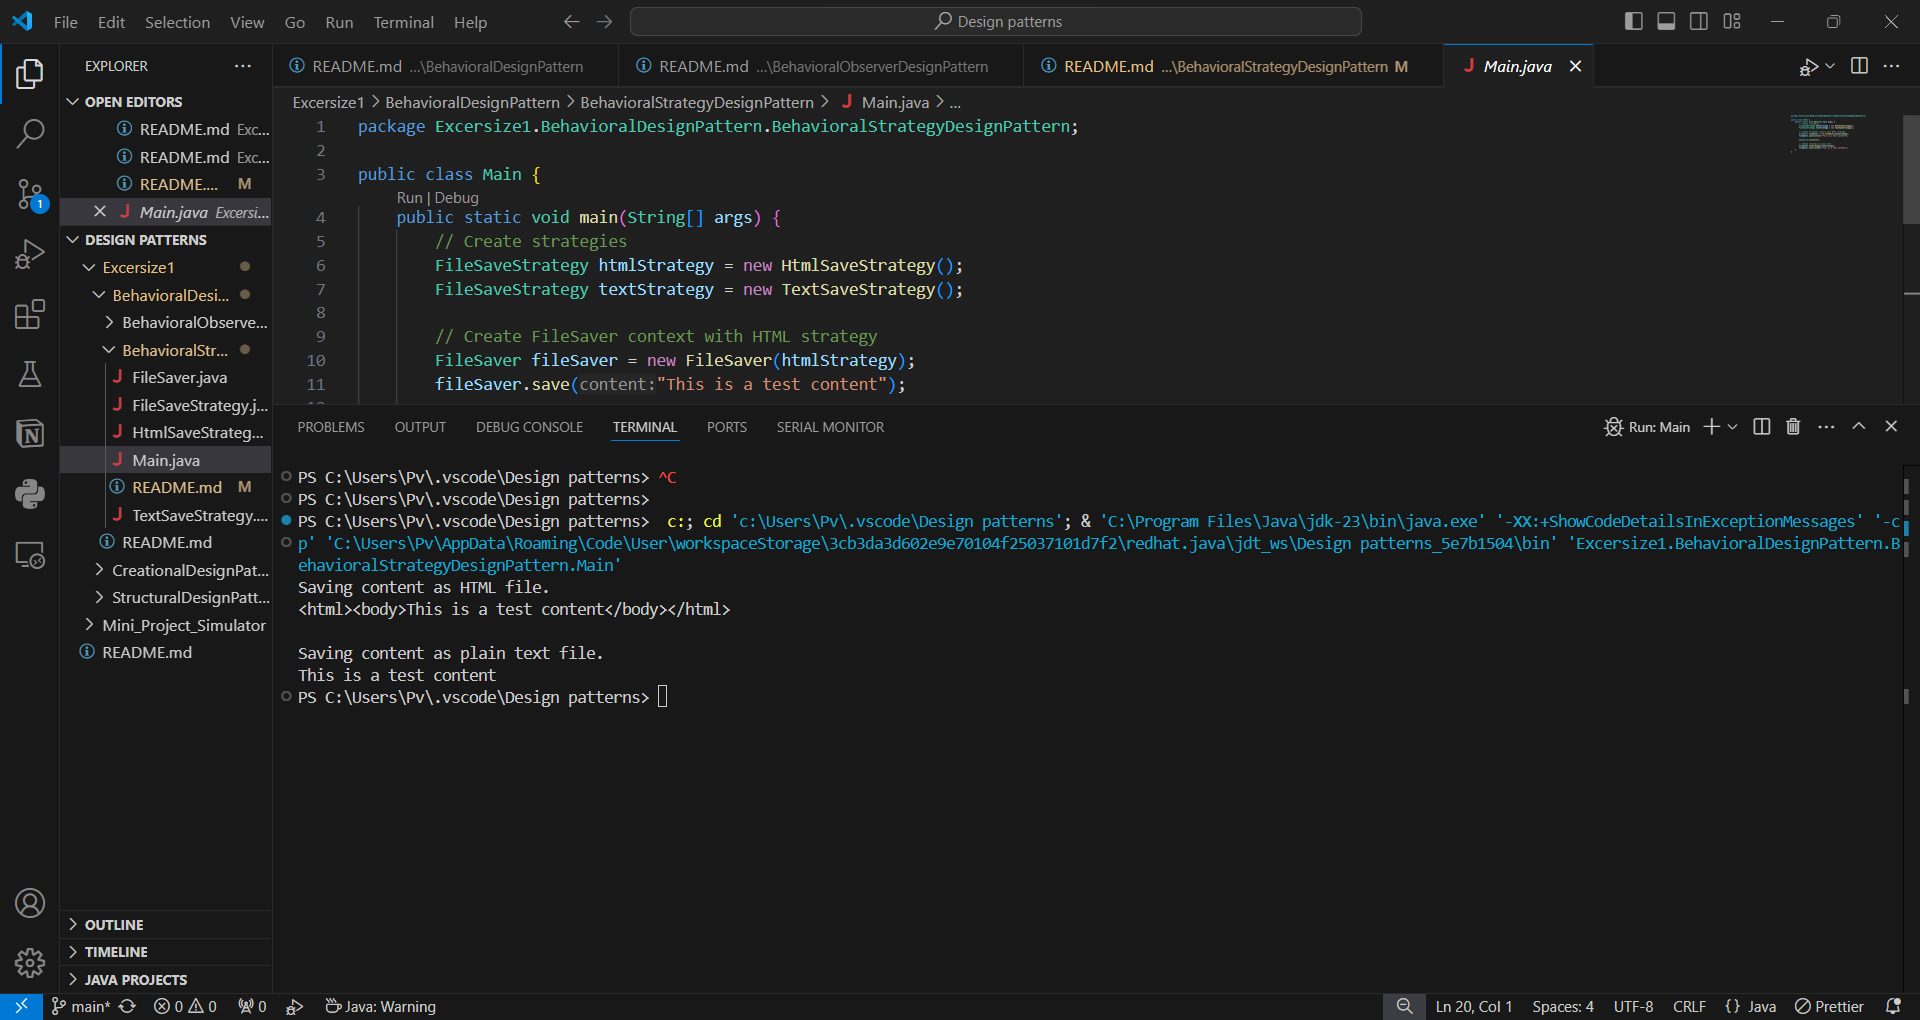 File Edit Selection View Go Run Terminal Help
Design patterns
EXPLORER
OPEN EDITORS
README.md Exc...
README.md Exc...
README.... M
Main.java Excersi...
DESIGN PATTERNS
Excersize1
BehavioralDesi...
BehavioralObserve...
BehavioralStr...
FileSaver.java
FileSaveStrategy.j...
HtmlSaveStrateg...
Main.java
README.md M
TextSaveStrategy....
README.md
CreationalDesignPat...
StructuralDesignPatt...
Mini_Project_Simulator
README.md
OUTLINE
TIMELINE
JAVA PROJECTS
1
README.md ...\BehavioralDesignPattern
README.md ...\BehavioralObserverDesignPattern
README.md ...\BehavioralStrategyDesignPattern M
Main.java
Excersize1 > BehavioralDesignPattern > BehavioralStrategyDesignPattern > Main.java > ...
1 package Excersize1.BehavioralDesignPattern.BehavioralStrategyDesignPattern;
2
3 public class Main {
Run | Debug
4 public static void main(String[] args) {
5 // Create strategies
6 FileSaveStrategy htmlStrategy = new HtmlSaveStrategy();
7 FileSaveStrategy textStrategy = new TextSaveStrategy();
8
9 // Create FileSaver context with HTML strategy
10 FileSaver fileSaver = new FileSaver(htmlStrategy);
11 fileSaver.save(content:"This is a test content");
PROBLEMS OUTPUT DEBUG CONSOLE TERMINAL PORTS SERIAL MONITOR
Run: Main
PS C:\Users\Pv\.vscode\Design patterns> ^C
PS C:\Users\Pv\.vscode\Design patterns>
PS C:\Users\Pv\.vscode\Design patterns>  c:; cd 'c:\Users\Pv\.vscode\Design patterns'; & 'C:\Program Files\Java\jdk-23\bin\java.exe' '-XX:+ShowCodeDetailsInExceptionMessages' '-c
p' 'C:\Users\Pv\AppData\Roaming\Code\User\workspaceStorage\3cb3da3d602e9e70104f25037101d7f2\redhat.java\jdt_ws\Design patterns_5e7b1504\bin' 'Excersize1.BehavioralDesignPattern.B
ehavioralStrategyDesignPattern.Main'
Saving content as HTML file.
<html><body>This is a test content</body></html>
Saving content as plain text file.
This is a test content
PS C:\Users\Pv\.vscode\Design patterns>
main* 0 0 0 Java: Warning
Ln 20, Col 1 Spaces: 4 UTF-8 CRLF {} Java Prettier